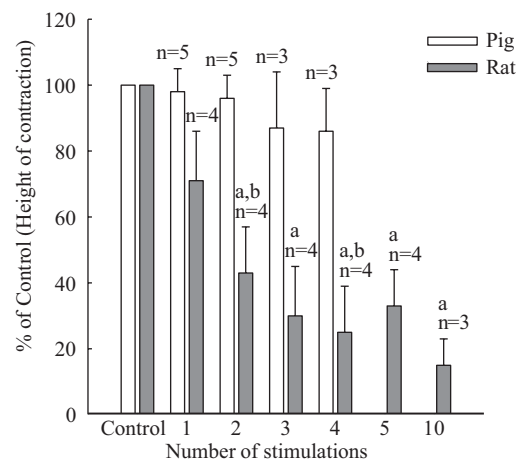 120
100
80
60
40
20
0
% of Control (Height of contraction)
n=5
n=5
n=3
n=3
n=4
a,b
n=4
a
n=4
a,b
n=4
a
n=4
a
n=3
Pig
Rat
Control 1 2 3 4 5 10
Number of stimulations